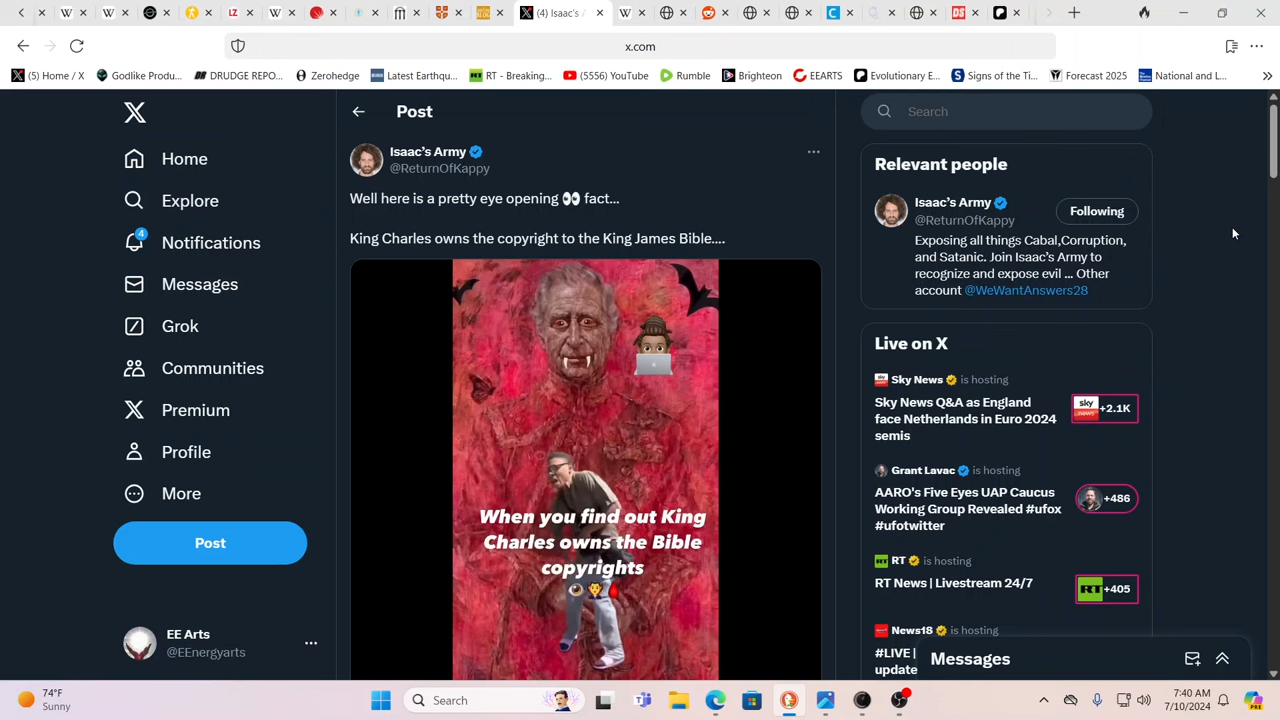 (4) Isaac's A
x.com
(5) Home / X
Godlike Produ...
DRUDGE REPO...
Zerohedge
Latest Earthqu...
RT - Breaking...
(5556) YouTube
Rumble
Brighteon
EEARTS
Evolutionary E...
Signs of the Ti...
Forecast 2025
National and L...
Home
Explore
4
Notifications
Messages
Grok
Communities
Premium
Profile
More
Post
EE Arts
@EEnergyarts
Post
Isaac's Army
@ReturnOfKappy
Well here is a pretty eye opening 👀 fact...
King Charles owns the copyright to the King James Bible....
When you find out King
Charles owns the Bible
copyrights
Search
Relevant people
Isaac's Army
@ReturnOfKappy
Following
Exposing all things Cabal,Corruption,
and Satanic. Join Isaac's Army to
recognize and expose evil ... Other
account @WeWantAnswers28
Live on X
Sky News is hosting
Sky News Q&A as England
face Netherlands in Euro 2024
semis
sky
news
+2.1K
Grant Lavac is hosting
AARO's Five Eyes UAP Caucus
Working Group Revealed #ufox
#ufotwitter
+486
RT is hosting
RT News | Livestream 24/7
RT
+405
News18 is hosting
#LIVE |
update
Messages
74°F
Sunny
Search
7:40 AM
7/10/2024
PRE